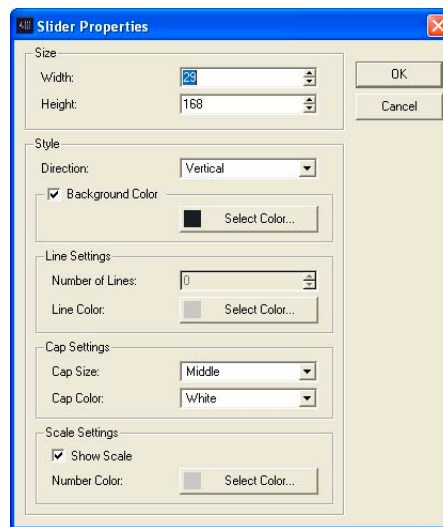 Slider Properties
Size
Width: 29
Height: 168
OK
Cancel
Style
Direction: Vertical
Background Color
Select Color...
Line Settings
Number of Lines: 0
Line Color: Select Color...
Cap Settings
Cap Size: Middle
Cap Color: White
Scale Settings
Show Scale
Number Color: Select Color...